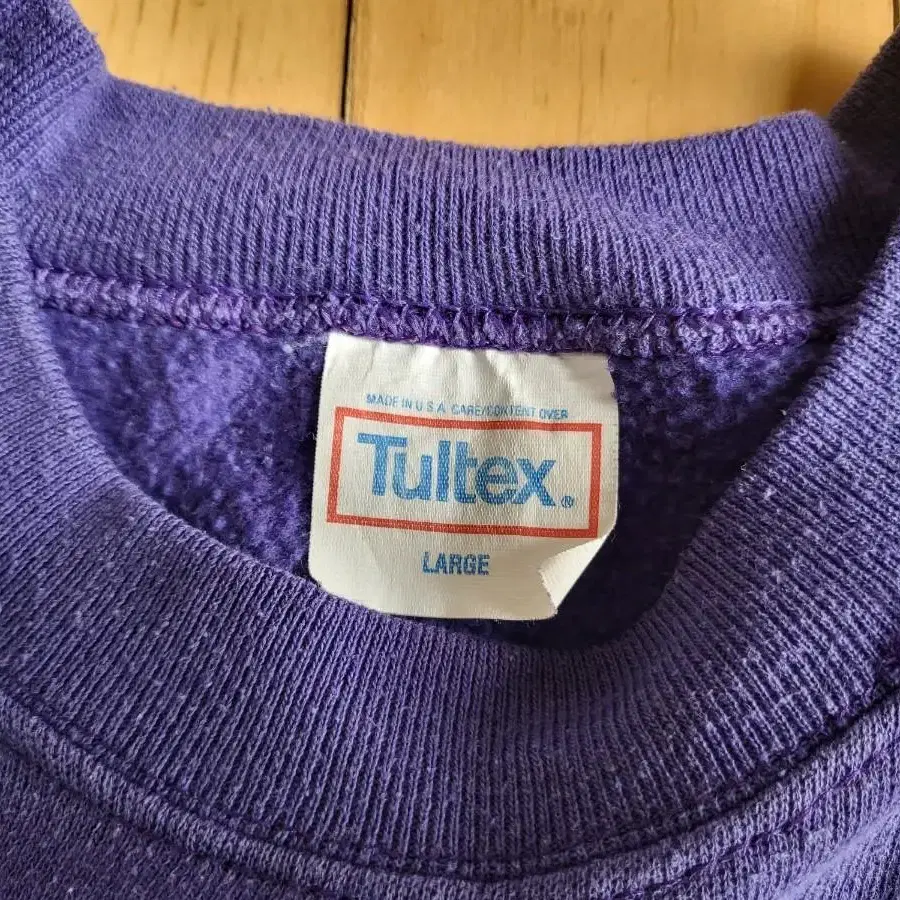 MADE IN U.S.A. CARE/CONTENT OVER
Tultex®
LARGE